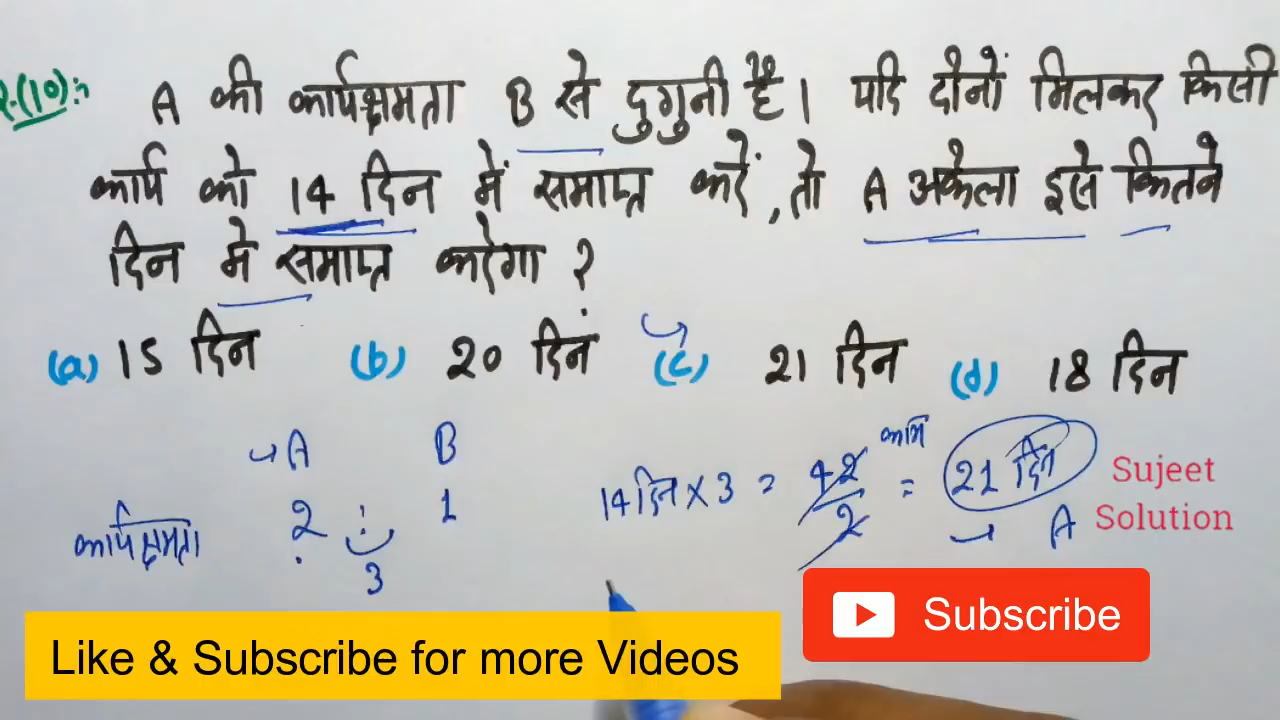 Q.(10):-
A की कार्यक्षमता B से दुगुनी है। यदि दोनों मिलकर किसी
कार्य को 14 दिन में समाप्त करें, तो A अकेला इसे कितने
दिन में समाप्त करेगा ?
(a) 15 दिन (b) 20 दिन (c) 21 दिन (d) 18 दिन
A B
कार्यक्षमता 2 : 1
3
14 दिन × 3 = 42 कार्य
2
= 21 दिन
A
Sujeet
Solution
Subscribe
Like & Subscribe for more Videos